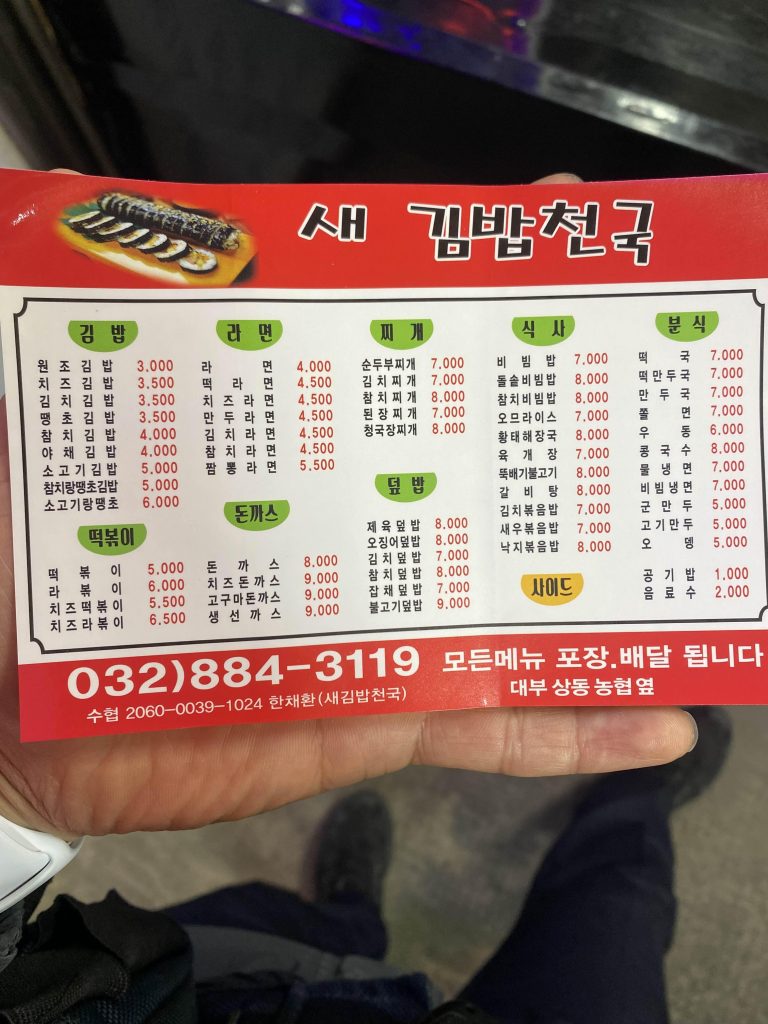 새 김밥천국
김밥
원조김밥 3.000
치즈김밥 3.500
김치김밥 3.500
땡초김밥 3.500
참치김밥 4.000
야채김밥 4.000
소고기김밥 5.000
참치랑땡초김밥 5.000
소고기랑땡초 6.000
떡볶이
떡볶이 5.000
라볶이 6.000
치즈떡볶이 5.500
치즈라볶이 6.500
라면
라면 4.000
떡라면 4.500
치즈라면 4.500
만두라면 4.500
김치라면 4.500
참치라면 4.500
짬뽕라면 5.500
돈까스
돈까스 8.000
치즈돈까스 9.000
고구마돈까스 9.000
생선까스 9.000
찌개
순두부찌개 7.000
김치찌개 7.000
참치찌개 8.000
된장찌개 7.000
청국장찌개 8.000
덮밥
제육덮밥 8.000
오징어덮밥 8.000
김치덮밥 7.000
참치덮밥 8.000
잡채덮밥 7.000
불고기덮밥 9.000
식사
비빔밥 7.000
돌솥비빔밥 8.000
참치비빔밥 8.000
오므라이스 7.000
황태해장국 8.000
육개장 7.000
뚝배기불고기 8.000
갈비탕 8.000
김치볶음밥 7.000
새우볶음밥 7.000
낙지볶음밥 8.000
사이드
분식
떡국 7.000
떡만두국 7.000
만두국 7.000
쫄면 7.000
우동 6.000
콩국수 8.000
물냉면 7.000
비빔냉면 7.000
군만두 5.000
고기만두 5.000
오뎅 5.000
공기밥 1.000
음료수 2.000
032)884-3119
수협 2060-0039-1024 한채환(새김밥천국)
모든메뉴 포장.배달 됩니다
대부 상동 농협 옆